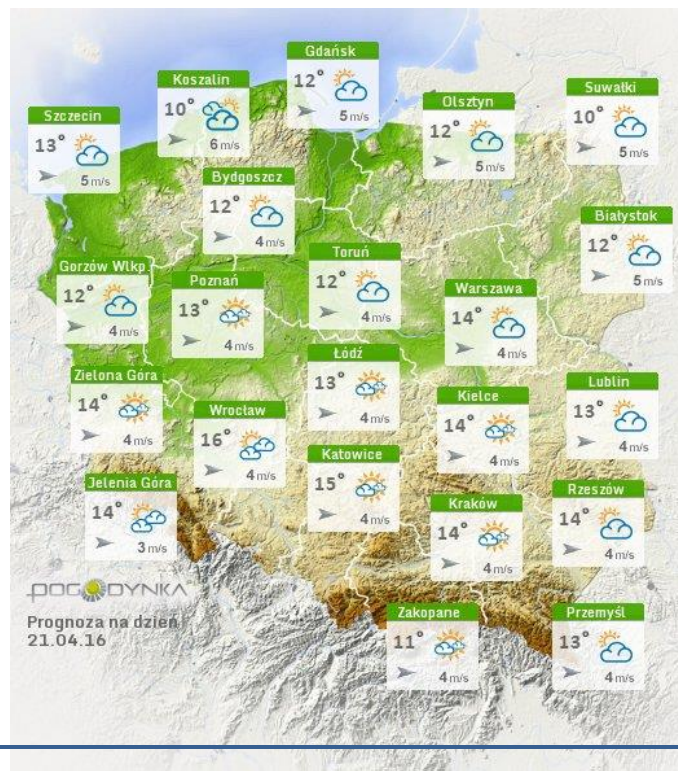 Gdańsk
12°
5 m/s
Koszalin
10°
6 m/s
Suwałki
10°
5 m/s
Olsztyn
12°
5 m/s
Szczecin
13°
5 m/s
Bydgoszcz
12°
4 m/s
Białystok
12°
5 m/s
Toruń
12°
4 m/s
Gorzów Wlkp
12°
4 m/s
Poznań
13°
4 m/s
Warszawa
14°
4 m/s
Łódź
13°
4 m/s
Zielona Góra
14°
4 m/s
Lublin
13°
4 m/s
Kielce
14°
4 m/s
Wrocław
16°
4 m/s
Katowice
15°
4 m/s
Jelenia Góra
14°
3 m/s
Rzeszów
14°
4 m/s
Kraków
14°
4 m/s
POGODYNKA
Prognoza na dzień
21.04.16
Zakopane
11°
4 m/s
Przemyśl
13°
4 m/s